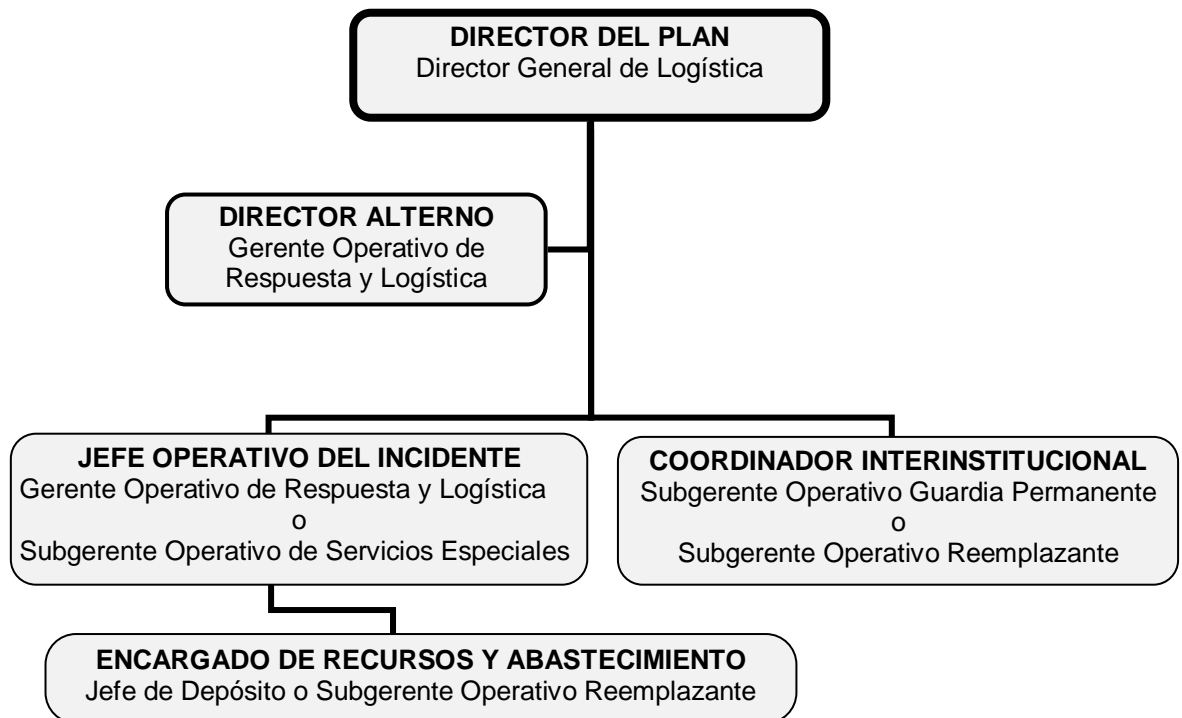 DIRECTOR DEL PLAN
Director General de Logística
DIRECTOR ALTERNO
Gerente Operativo de
Respuesta y Logística
JEFE OPERATIVO DEL INCIDENTE
Gerente Operativo de Respuesta y Logística
o
Subgerente Operativo de Servicios Especiales
COORDINADOR INTERINSTITUCIONAL
Subgerente Operativo Guardia Permanente
o
Subgerente Operativo Reemplazante
ENCARGADO DE RECURSOS Y ABASTECIMIENTO
Jefe de Depósito o Subgerente Operativo Reemplazante